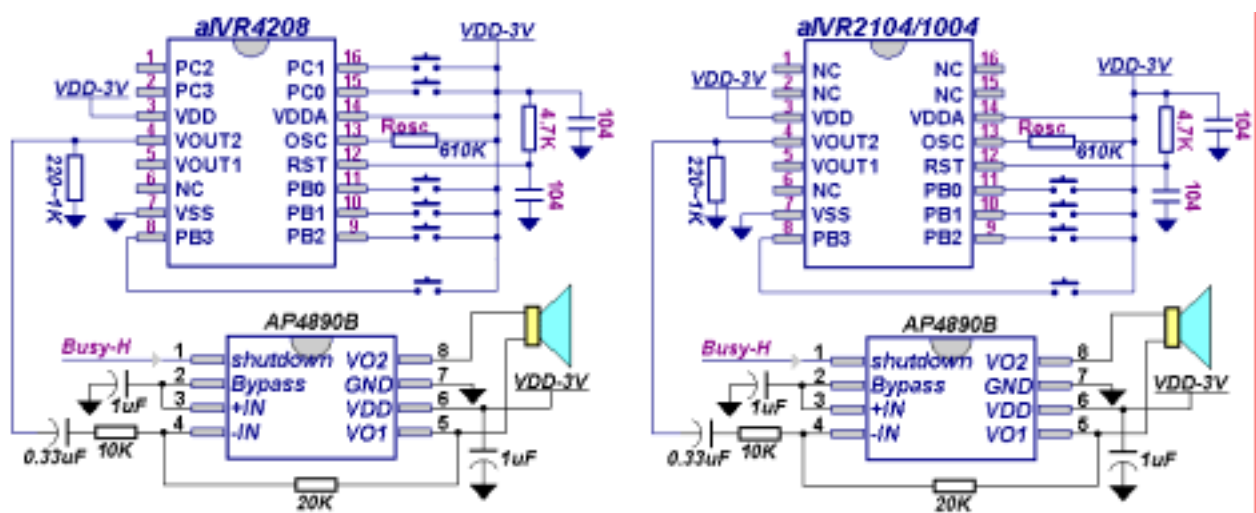 aIVR4208
VDD-3V
1 PC2 PC1 16
2 PC3 PC0 15
VDD-3V
3 VDD VDDA 14
4 VOUT2 OSC 13
Rosc
610K
4.7K
104
5 VOUT1 RST 12
6 NC PB0 11
104
7 VSS PB1 10
8 PB3 PB2 9
220~1K
AP4890B
Busy-H
1 shutdown VO2 8
2 Bypass GND 7
VDD-3V
1uF
3 +IN VDD 6
4 -IN VO1 5
0.33uF
10K
1uF
20K
aIVR2104/1004
VDD-3V
1 NC NC 16
2 NC NC 15
VDD-3V
3 VDD VDDA 14
4 VOUT2 OSC 13
Rosc
610K
4.7K
104
5 VOUT1 RST 12
6 NC PB0 11
104
7 VSS PB1 10
8 PB3 PB2 9
220~1K
AP4890B
Busy-H
1 shutdown VO2 8
2 Bypass GND 7
VDD-3V
1uF
3 +IN VDD 6
4 -IN VO1 5
0.33uF
10K
1uF
20K